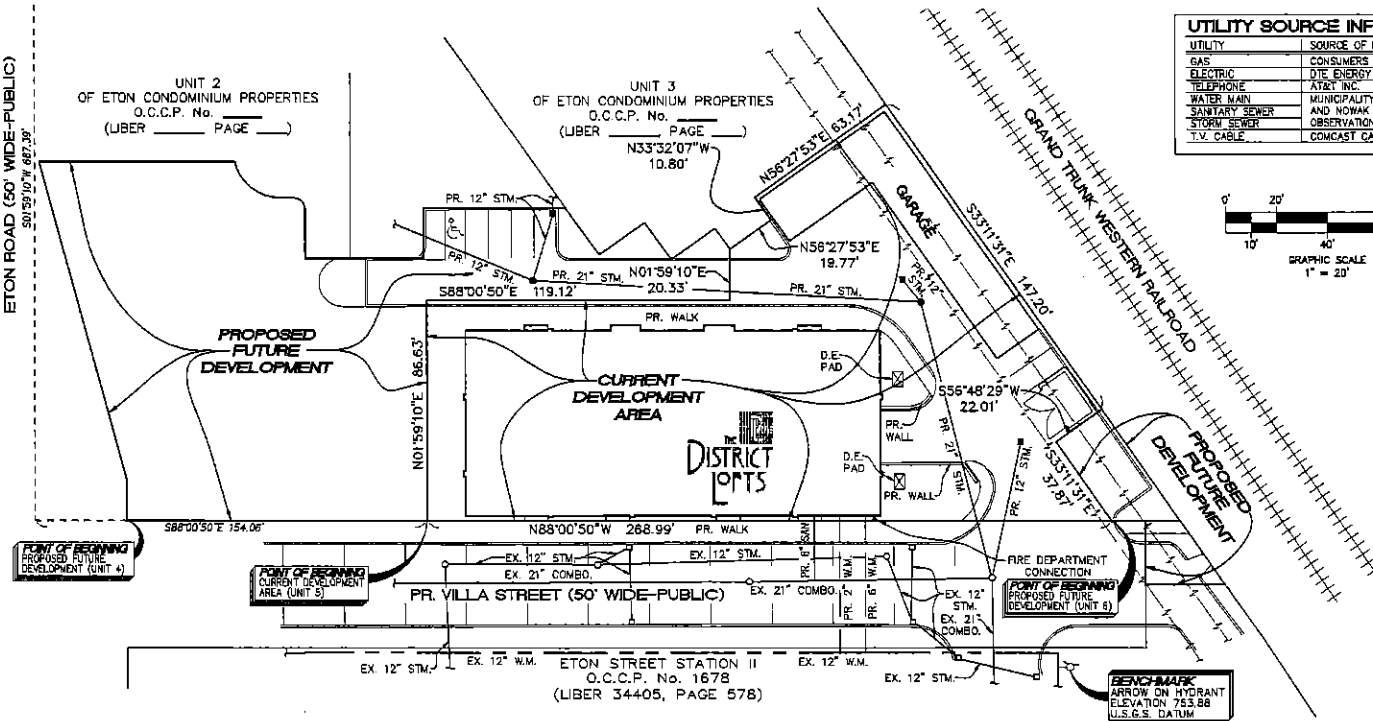 ETON ROAD (50' WIDE-PUBLIC)
S01°59'10"W 687.39'
UNIT 2
OF ETON CONDOMINIUM PROPERTIES
O.C.C.P. No. ____
(LIBER ____ PAGE ___)
UNIT 3
OF ETON CONDOMINIUM PROPERTIES
O.C.C.P. No. ____
(LIBER ____ PAGE ___)
N33°32'07"W
10.80'
N56°27'53"E 63.17'
GARAGE
S33°11'31"E 147.20'
GRAND TRUNK WESTERN RAILROAD
UTILITY SOURCE INF
UTILITY
SOURCE OF
GAS
CONSUMERS
ELECTRIC
DTE ENERGY
TELEPHONE
AT&T INC.
WATER MAIN
MUNICIPALITY
SANITARY SEWER
AND NOWAK
STORM SEWER
OBSERVATION
T.V. CABLE
COMCAST CA
0' 20'
10' 40'
GRAPHIC SCALE
1" = 20'
PR. 12" STM.
PR. 12" STM.
PR. 21" STM.
N01°59'10"E
20.33'
N56°27'53"E
19.77'
PR. 21" STM.
PR. 12" STM.
S88°00'50"E 119.12'
PR. WALK
PROPOSED
FUTURE
DEVELOPMENT
N01°59'10"E 86.63'
CURRENT
DEVELOPMENT
AREA
THE
DISTRICT
LOFTS
D.E.
PAD
S56°48'29"W
22.01'
PR.
WALL
D.E.
PAD
PR. WALL
PR. 21" STM.
PR. 12" STM.
S33°11'31"E
37.87'
PROPOSED
FUTURE
DEVELOPMENT
S88°00'50"E 154.06'
N88°00'50"W 268.99'
PR. WALK
POINT OF BEGINNING
PROPOSED FUTURE
DEVELOPMENT (UNIT 4)
POINT OF BEGINNING
CURRENT DEVELOPMENT
AREA (UNIT 5)
EX. 12" STM.
EX. 21" COMBO.
EX. 12" STM.
PR. 8" SAN
PR. 2" W.M.
PR. 6" W.M.
EX. 21" COMBO.
PR. VILLA STREET (50' WIDE-PUBLIC)
FIRE DEPARTMENT
CONNECTION
POINT OF BEGINNING
PROPOSED FUTURE
DEVELOPMENT (UNIT 6)
EX. 12"
STM.
EX. 21"
COMBO.
EX. 12" STM.
EX. 12" W.M.
ETON STREET STATION II
O.C.C.P. No. 1678
(LIBER 34405, PAGE 578)
EX. 12" W.M.
EX. 12" STM.
BENCHMARK
ARROW ON HYDRANT
ELEVATION 753.88
U.S.G.S. DATUM